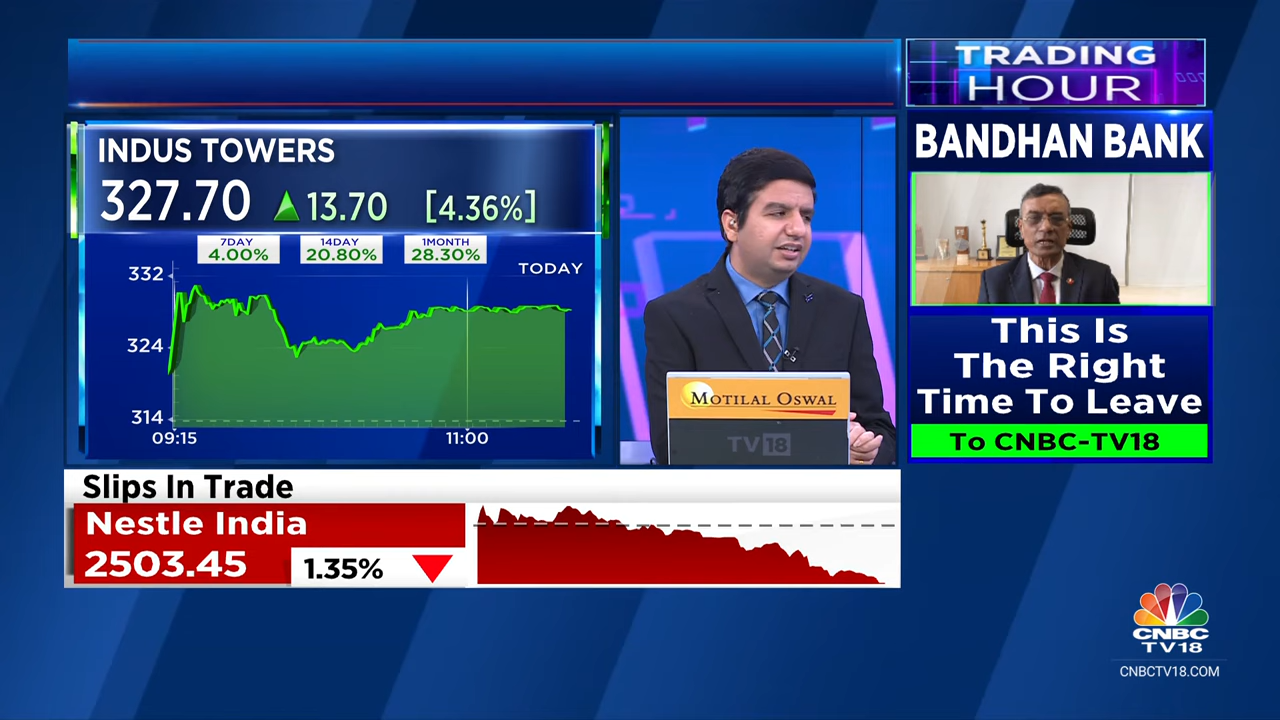 TRADING
HOUR
INDUS TOWERS
327.70 13.70 [4.36%]
7DAY
4.00%
14DAY
20.80%
1MONTH
28.30%
TODAY
332
324
314
09:15
11:00
MOTILAL OSWAL
TV18
BANDHAN BANK
This Is
The Right
Time To Leave
To CNBC-TV18
Slips In Trade
Nestle India
2503.45
1.35%
CNBC
TV18
CNBCTV18.COM